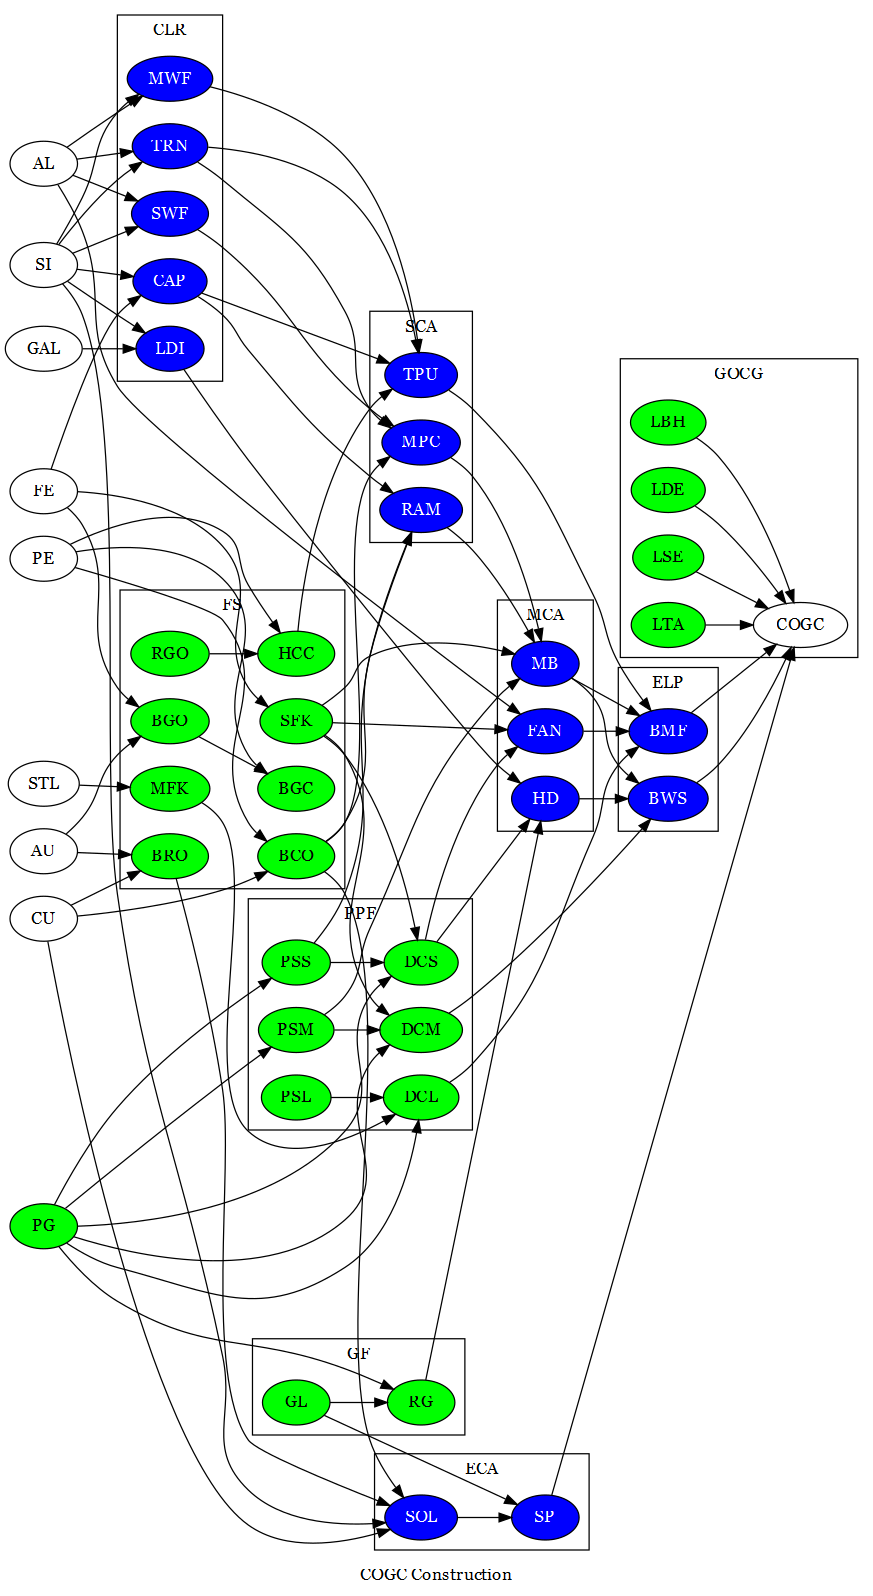 CLR
MWF
TRN
SWF
CAP
LDI
AL
SI
GAL
FE
PE
STL
AU
CU
PG
FS
RGO
HCC
BGO
SFK
MFK
BGC
BRO
BCO
SCA
TPU
MPC
RAM
PPF
PSS
DCS
PSM
DCM
PSL
DCL
GF
GL
RG
ECA
SOL
SP
MCA
MB
FAN
HD
ELP
BMF
BWS
GOCG
LBH
LDE
LSE
LTA
COGC
COGC Construction